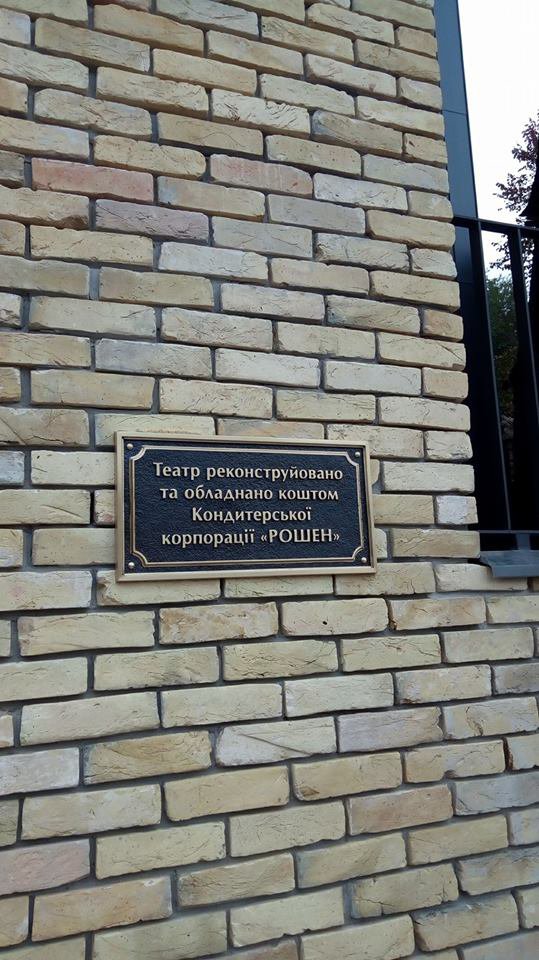 Театр реконструйовано
та обладнано коштом
Кондитерської
корпорації «РОШЕН»